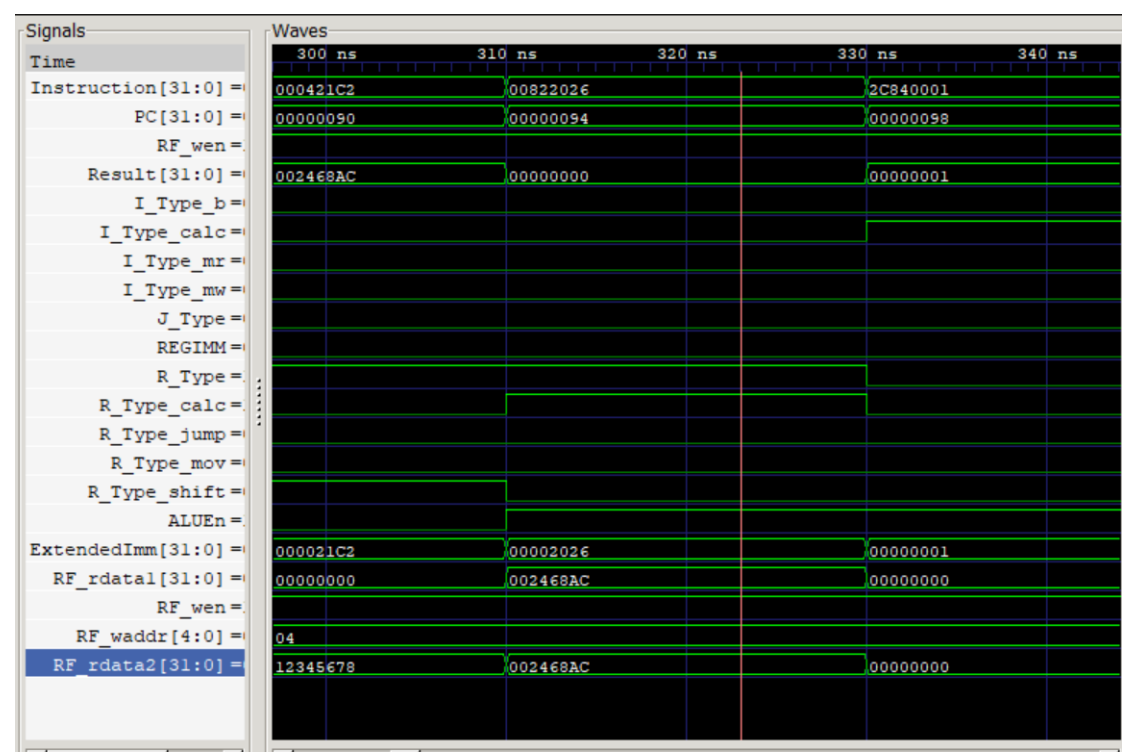 Signals Waves
Time 300 ns 310 ns 320 ns 330 ns 340 ns
Instruction[31:0] = 000421C2 00822026 2C840001
PC[31:0] = 00000090 00000094 00000098
RF_wen =
Result[31:0] = 002468AC 00000000 00000001
I_Type_b =
I_Type_calc =
I_Type_mr =
I_Type_mw =
J_Type =
REGIMM =
R_Type =
R_Type_calc =
R_Type_jump =
R_Type_mov =
R_Type_shift =
ALUEn =
ExtendedImm[31:0] = 000021C2 00002026 00000001
RF_rdata1[31:0] = 00000000 002468AC 00000000
RF_wen =
RF_waddr[4:0] = 04
RF_rdata2[31:0] = 12345678 002468AC 00000000